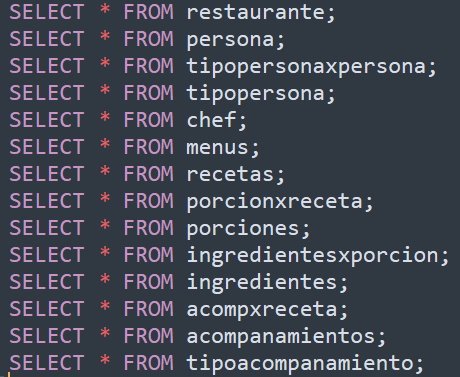 SELECT * FROM restaurante;
SELECT * FROM persona;
SELECT * FROM tipopersonaxpersona;
SELECT * FROM tipopersona;
SELECT * FROM chef;
SELECT * FROM menus;
SELECT * FROM recetas;
SELECT * FROM porcionxreceta;
SELECT * FROM porciones;
SELECT * FROM ingredientesxporcion;
SELECT * FROM ingredientes;
SELECT * FROM acompxreceta;
SELECT * FROM acompanamientos;
SELECT * FROM tipoacompanamiento;